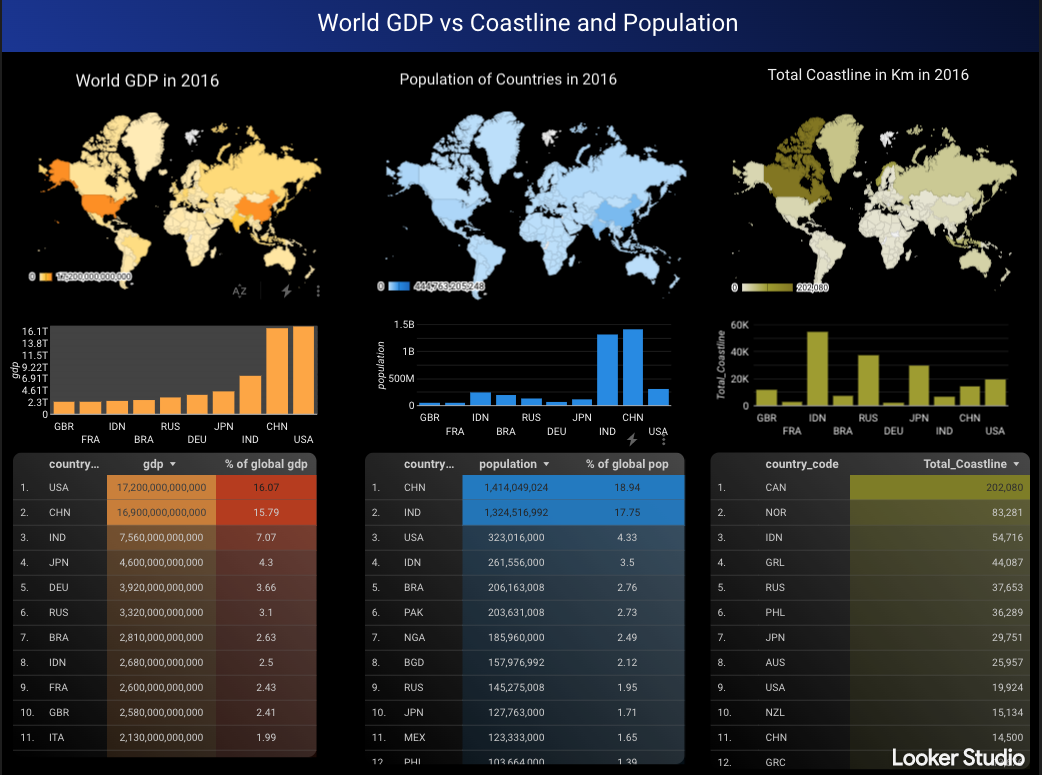 World GDP vs Coastline and Population
World GDP in 2016
Population of Countries in 2016
Total Coastline in Km in 2016
0 17,200,000,000,000
0 444,763,205,248
0 202,080
AZ
gdp
16.1T
13.8T
11.5T
9.22T
6.91T
4.61T
2.3T
0
GBR FRA IDN BRA RUS DEU JPN IND CHN USA
population
1.5B
1B
500M
0
GBR FRA IDN BRA RUS DEU JPN IND CHN USA
Total_Coastline
60K
40K
20K
0
GBR FRA IDN BRA RUS DEU JPN IND CHN USA
country... gdp % of global gdp
1. USA 17,200,000,000,000 16.07
2. CHN 16,900,000,000,000 15.79
3. IND 7,560,000,000,000 7.07
4. JPN 4,600,000,000,000 4.3
5. DEU 3,920,000,000,000 3.66
6. RUS 3,320,000,000,000 3.1
7. BRA 2,810,000,000,000 2.63
8. IDN 2,680,000,000,000 2.5
9. FRA 2,600,000,000,000 2.43
10. GBR 2,580,000,000,000 2.41
11. ITA 2,130,000,000,000 1.99
country... population % of global pop
1. CHN 1,414,049,024 18.94
2. IND 1,324,516,992 17.75
3. USA 323,016,000 4.33
4. IDN 261,556,000 3.5
5. BRA 206,163,008 2.76
6. PAK 203,631,008 2.73
7. NGA 185,960,000 2.49
8. BGD 157,976,992 2.12
9. RUS 145,275,008 1.95
10. JPN 127,763,000 1.71
11. MEX 123,333,000 1.65
12. PHL 103,664,000 1.39
country_code Total_Coastline
1. CAN 202,080
2. NOR 83,281
3. IDN 54,716
4. GRL 44,087
5. RUS 37,653
6. PHL 36,289
7. JPN 29,751
8. AUS 25,957
9. USA 19,924
10. NZL 15,134
11. CHN 14,500
12. GRC
Looker Studio